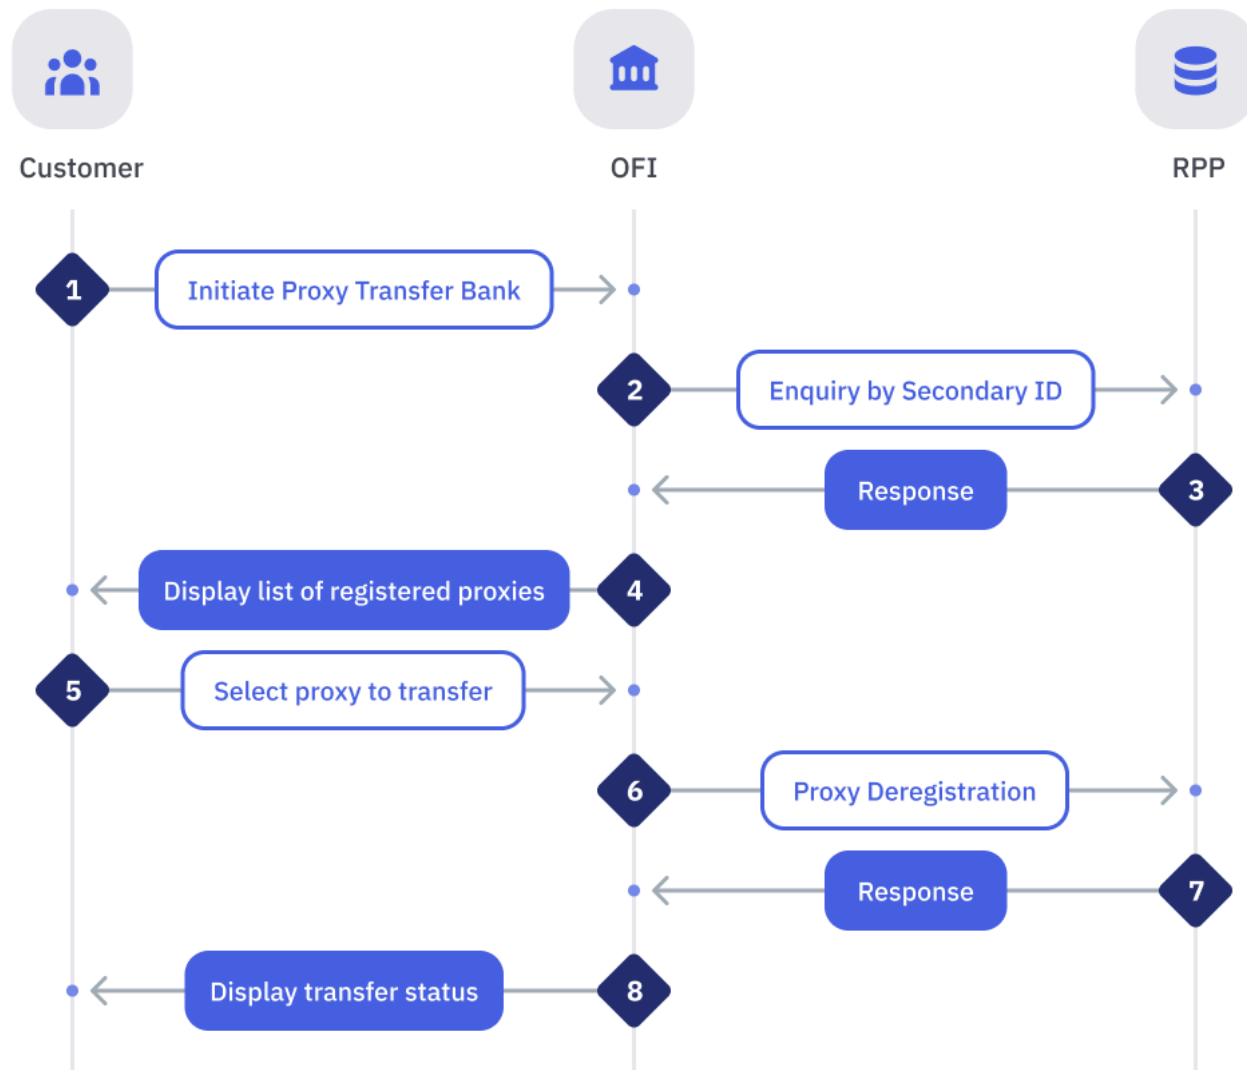 Customer
OFI
RPP
1
Initiate Proxy Transfer Bank
2
Enquiry by Secondary ID
Response
3
Display list of registered proxies
4
5
Select proxy to transfer
6
Proxy Deregistration
Response
7
Display transfer status
8